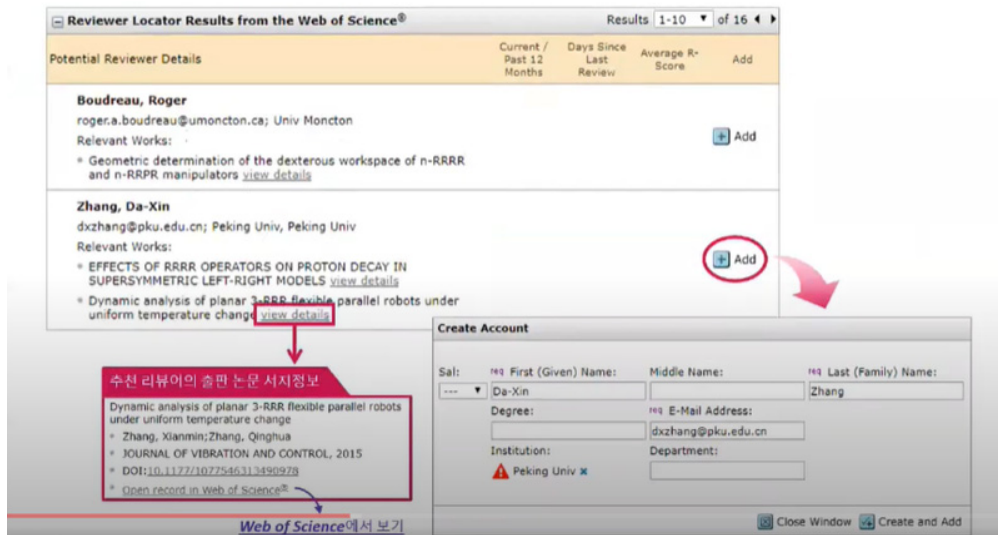 Reviewer Locator Results from the Web of Science®
Results 1-10 of 16
Potential Reviewer Details
Current / Past 12 Months
Days Since Last Review
Average R-Score
Add
Boudreau, Roger
roger.a.boudreau@umoncton.ca; Univ Moncton
Relevant Works:
Geometric determination of the dexterous workspace of n-RRRR
and n-RRPR manipulators view details
Add
Zhang, Da-Xin
dxzhang@pku.edu.cn; Peking Univ, Peking Univ
Relevant Works:
EFFECTS OF RRRR OPERATORS ON PROTON DECAY IN
SUPERSYMMETRIC LEFT-RIGHT MODELS view details
Dynamic analysis of planar 3-RRR flexible parallel robots under
uniform temperature change view details
Add
추천 리뷰어의 출판 논문 서지정보
Dynamic analysis of planar 3-RRR flexible parallel robots
under uniform temperature change
Zhang, Xianmin;Zhang, Qinghua
JOURNAL OF VIBRATION AND CONTROL, 2015
DOI:10.1177/1077546313490978
Open record in Web of Science®
Web of Science에서 보기
Create Account
Sal: req First (Given) Name: Middle Name: req Last (Family) Name:
--- Da-Xin Zhang
Degree: req E-Mail Address:
dxzhang@pku.edu.cn
Institution: Department:
Peking Univ
Close Window Create and Add